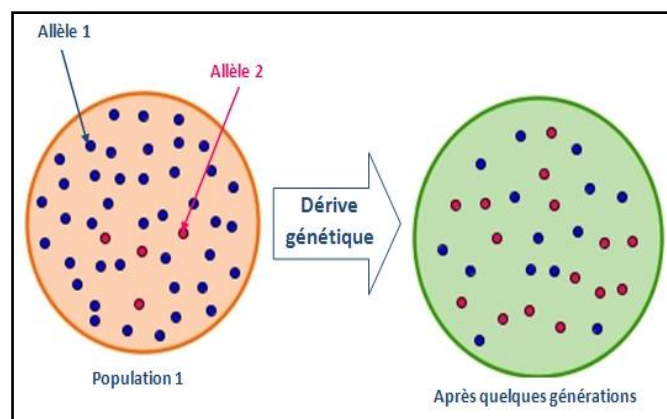 Allèle 1
Allèle 2
Dérive
génétique
Population 1
Après quelques générations